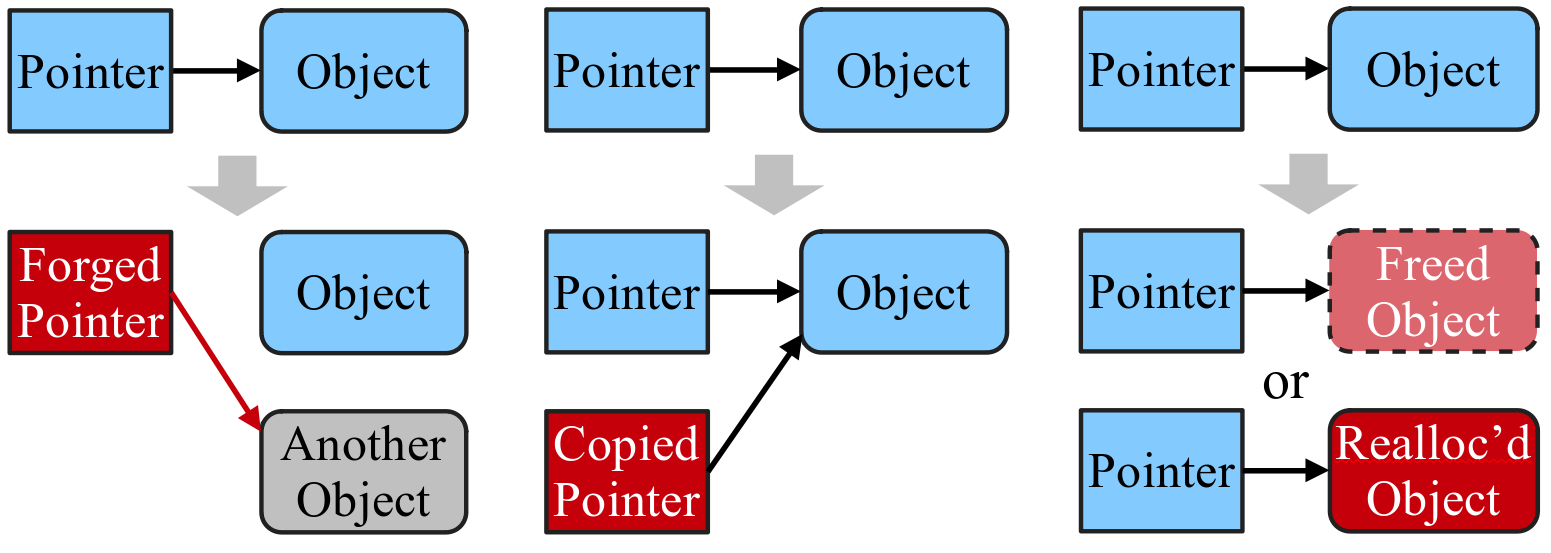 Pointer
Object
Forged
Pointer
Object
Another
Object
Pointer
Object
Pointer
Object
Copied
Pointer
Pointer
Object
Pointer
Freed
Object
or
Pointer
Realloc’d
Object